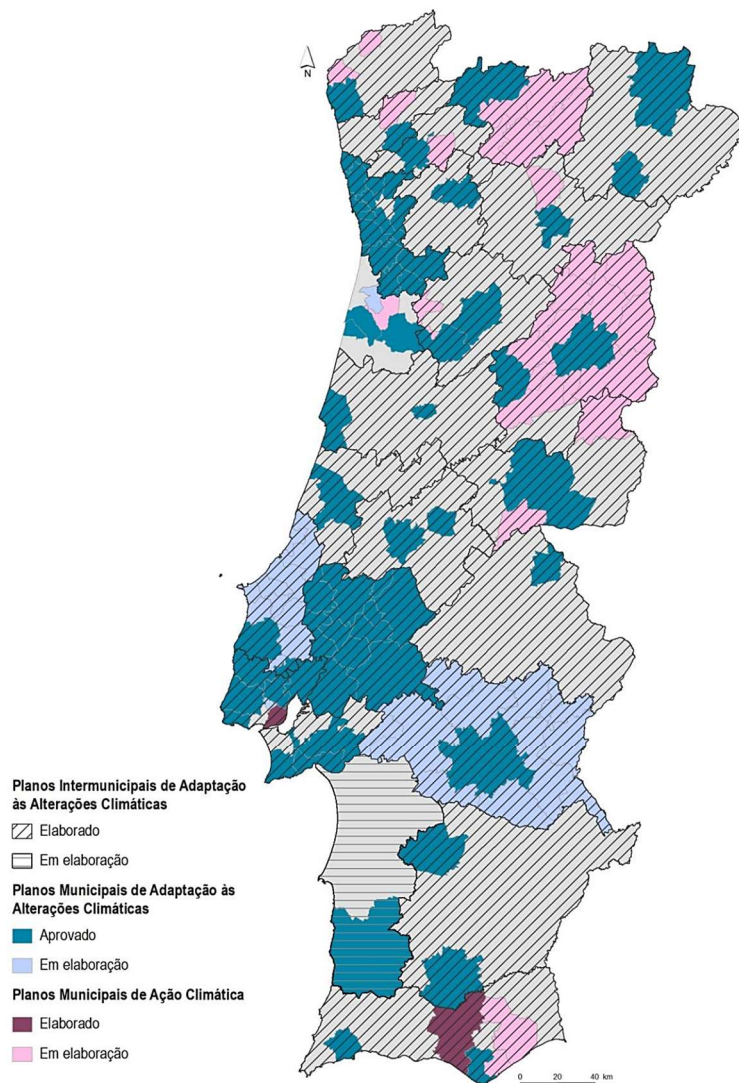 N
Planos Intermunicipais de Adaptação
às Alterações Climáticas
Elaborado
Em elaboração
Planos Municipais de Adaptação às
Alterações Climáticas
Aprovado
Em elaboração
Planos Municipais de Ação Climática
Elaborado
Em elaboração
0 20 40 km